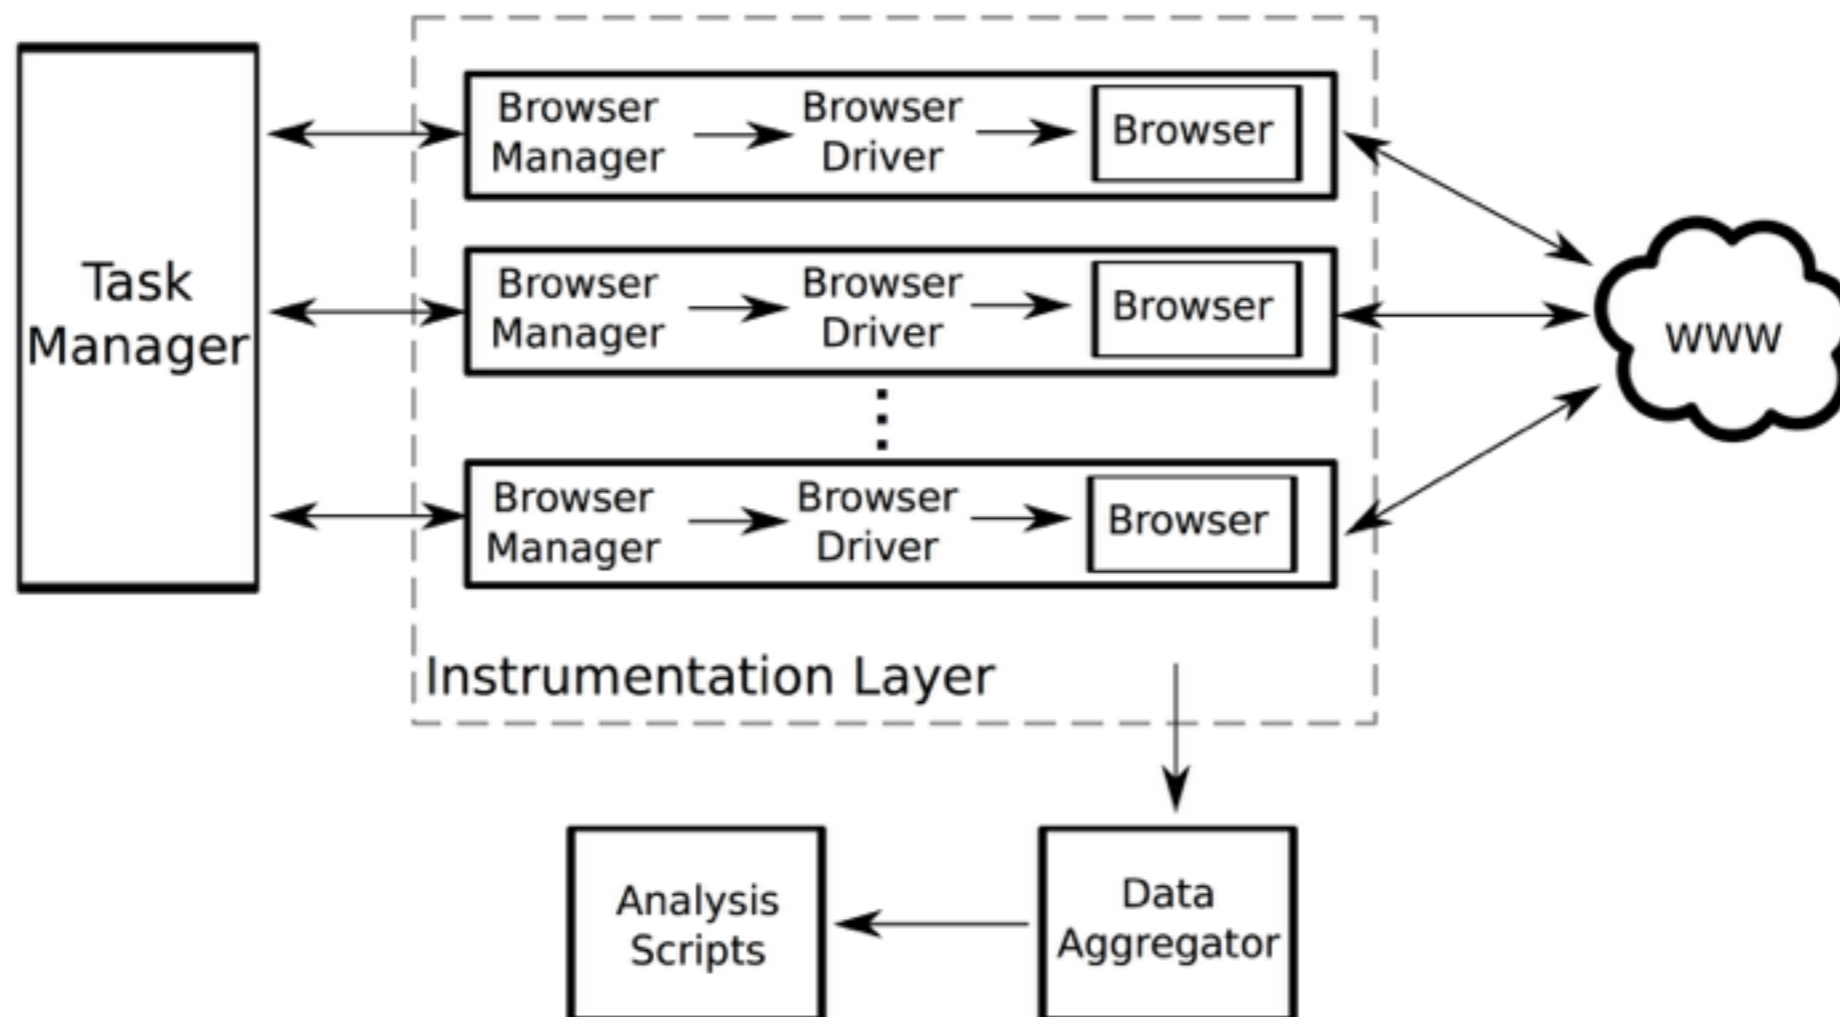 Task
Manager
Browser
Manager
Browser
Driver
Browser
Browser
Manager
Browser
Driver
Browser
Browser
Manager
Browser
Driver
Browser
Instrumentation Layer
www
Analysis
Scripts
Data
Aggregator